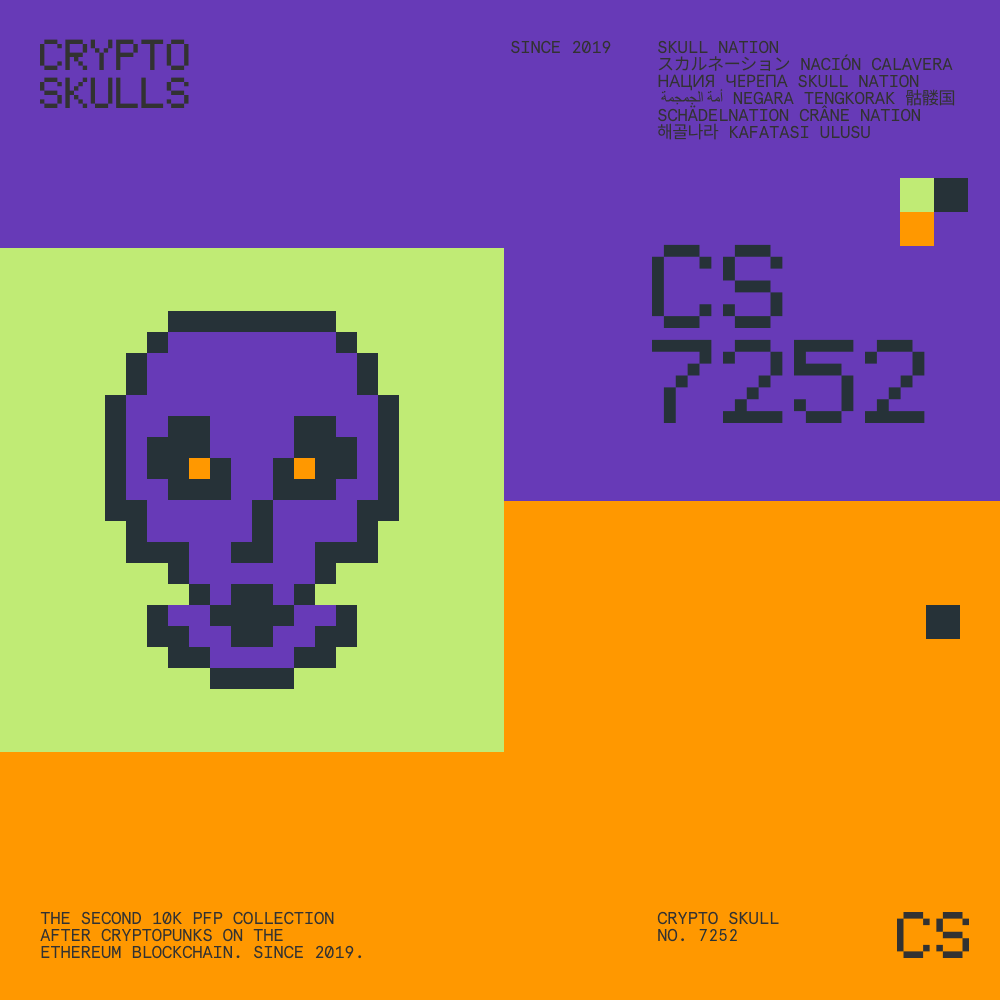 CRYPTO
SKULLS
SINCE 2019
SKULL NATION
スカルネーション NACIÓN CALAVERA
НАЦИЯ ЧЕРЕПА SKULL NATION
أمة الجمجمة NEGARA TENGKORAK 骷髅国
SCHÄDELNATION CRÂNE NATION
해골나라 KAFATASI ULUSU
CS
7252
THE SECOND 10K PFP COLLECTION
AFTER CRYPTOPUNKS ON THE
ETHEREUM BLOCKCHAIN. SINCE 2019.
CRYPTO SKULL
NO. 7252
CS